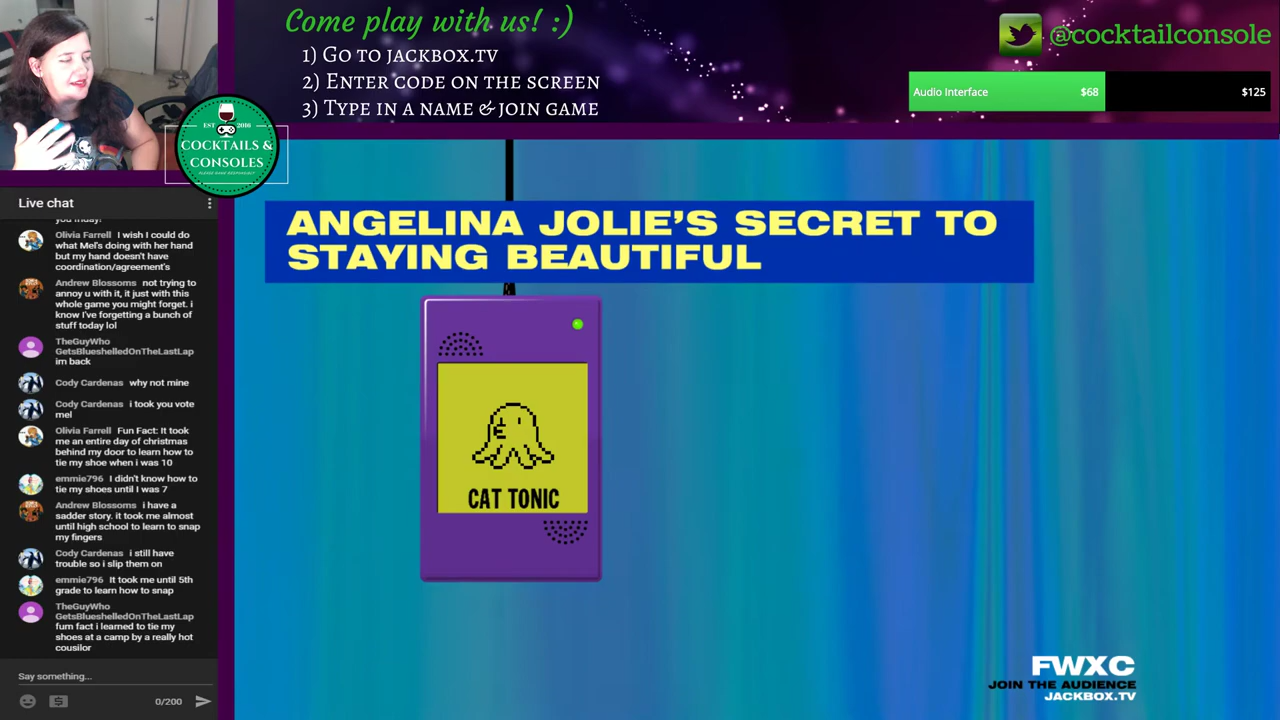 Come play with us! :)
1) Go to jackbox.tv
2) Enter code on the screen
3) Type in a name & join game
@cocktailconsole
Audio Interface $68 $125
EST 2016
COCKTAILS &
CONSOLES
PLEASE GAME RESPONSIBLY
Live chat
you friday!
Olivia Farrell I wish I could do
what Mel's doing with her hand
but my hand doesn't have
coordination/agreement's
Andrew Blossoms not trying to
annoy u with it, it just with this
whole game you might forget. i
know I've forgetting a bunch of
stuff today lol
TheGuyWho
GetsBlueshelledOnTheLastLap
im back
Cody Cardenas why not mine
Cody Cardenas i took you vote
mel
Olivia Farrell Fun Fact: It took
me an entire day of christmas
behind my door to learn how to
tie my shoe when i was 10
emmie796 I didn't know how to
tie my shoes until I was 7
Andrew Blossoms i have a
sadder story. it took me almost
until high school to learn to snap
my fingers
Cody Cardenas i still have
trouble so i slip them on
emmie796 It took me until 5th
grade to learn how to snap
TheGuyWho
GetsBlueshelledOnTheLastLap
fum fact i learned to tie my
shoes at a camp by a really hot
cousilor
Say something...
0/200
ANGELINA JOLIE'S SECRET TO
STAYING BEAUTIFUL
CAT TONIC
FWXC
JOIN THE AUDIENCE
JACKBOX.TV